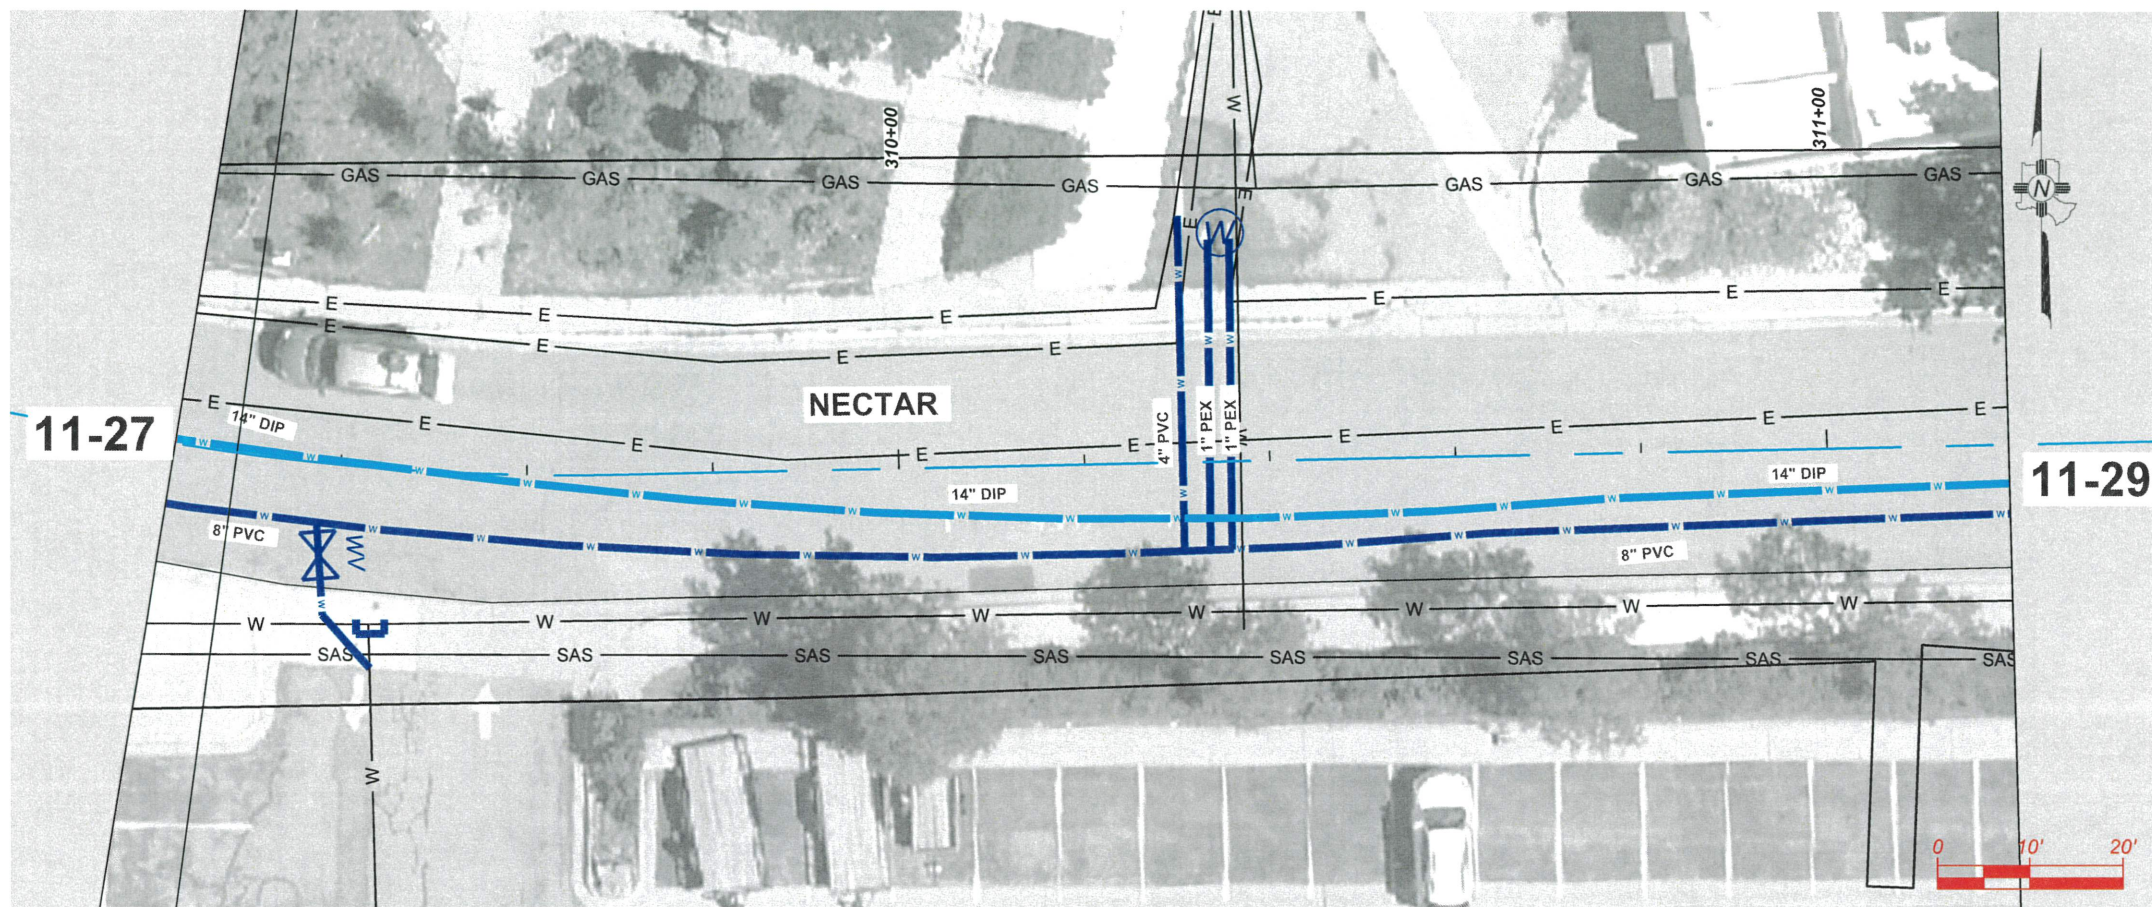 310+00
311+00
E
W
GAS GAS GAS GAS GAS GAS GAS
E
E
W
N
E E E E E E
E E E E
NECTAR
4" PVC
1" PEX
1" PEX
E E E E E E E E E
11-27
14" DIP
14" DIP
14" DIP
11-29
8" PVC
WV
8" PVC
W W W W W W W W
SAS SAS SAS SAS SAS SAS SAS SAS
W
0 10' 20'